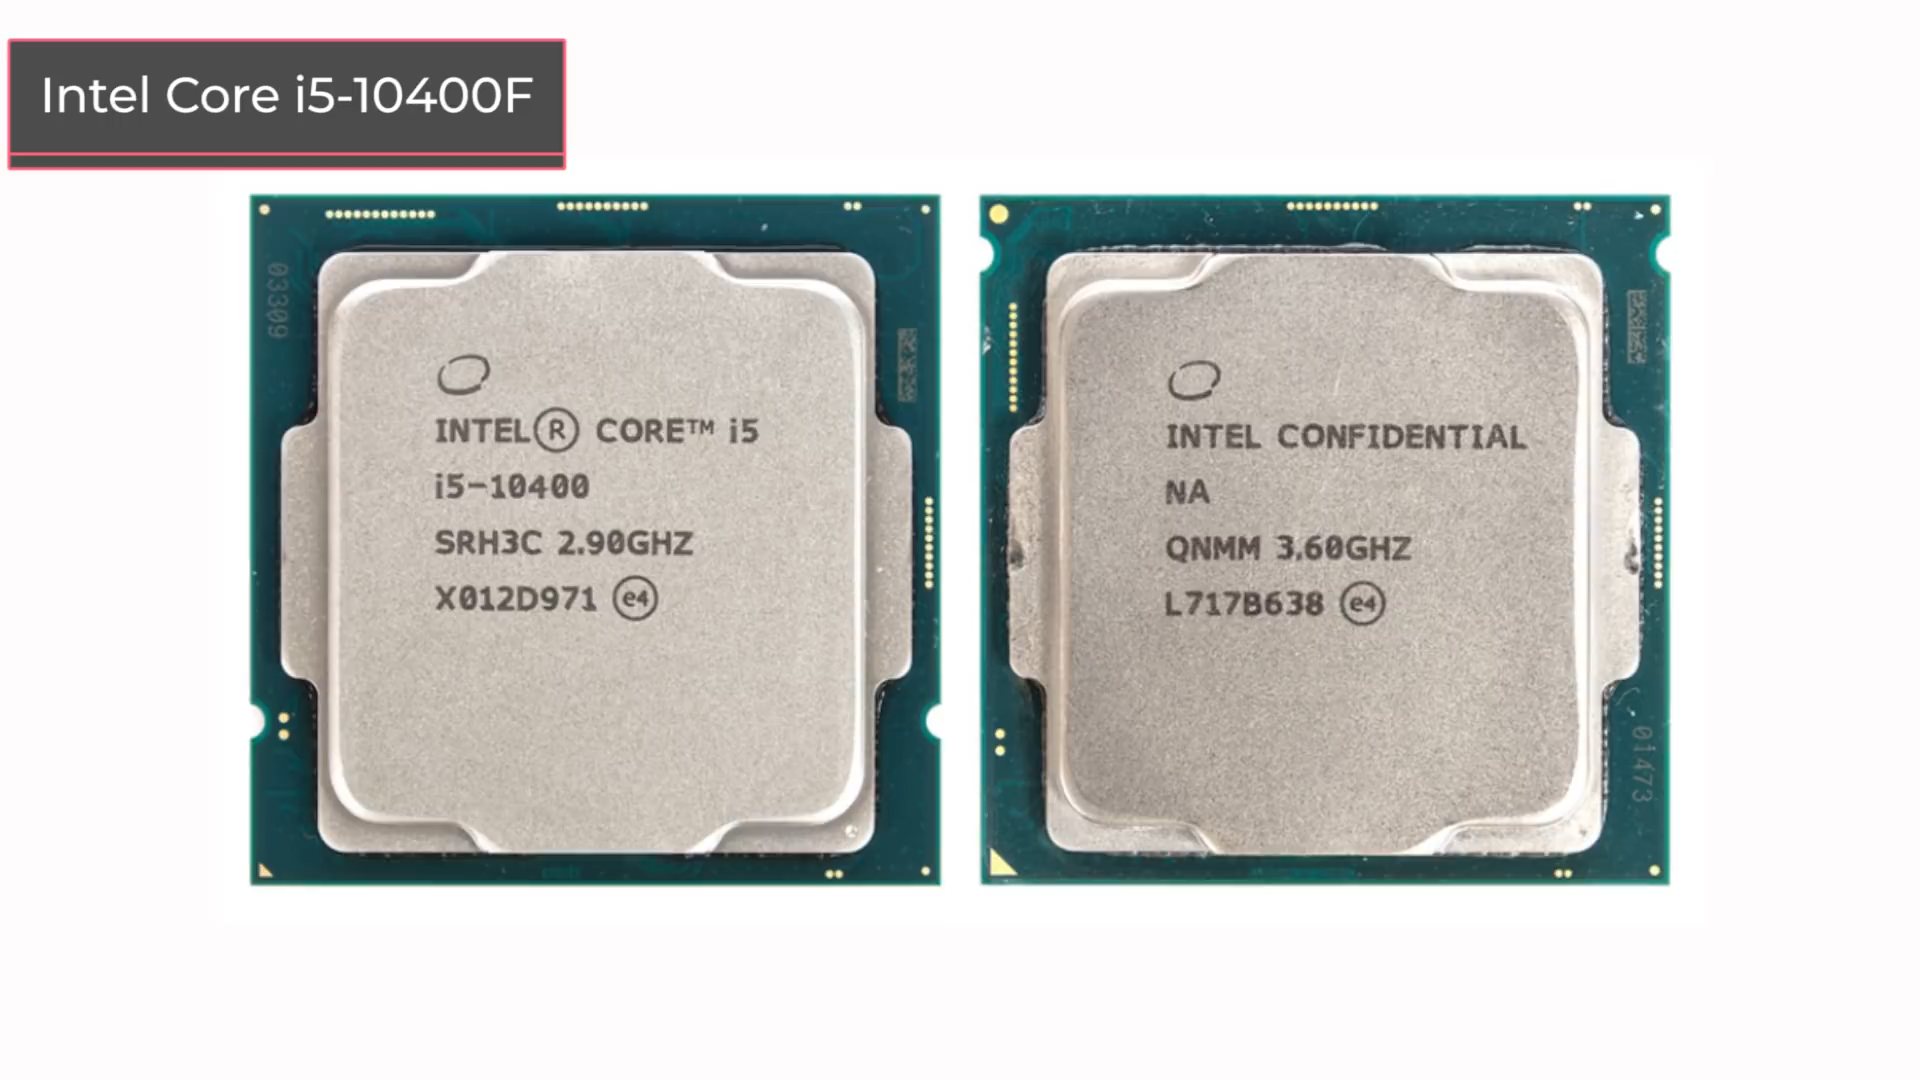 Intel Core i5-10400F
03309
INTEL® CORE™ i5
i5-10400
SRH3C 2.90GHZ
X012D971 e4
INTEL CONFIDENTIAL
NA
QNMM 3.60GHZ
L717B638 e4
01473